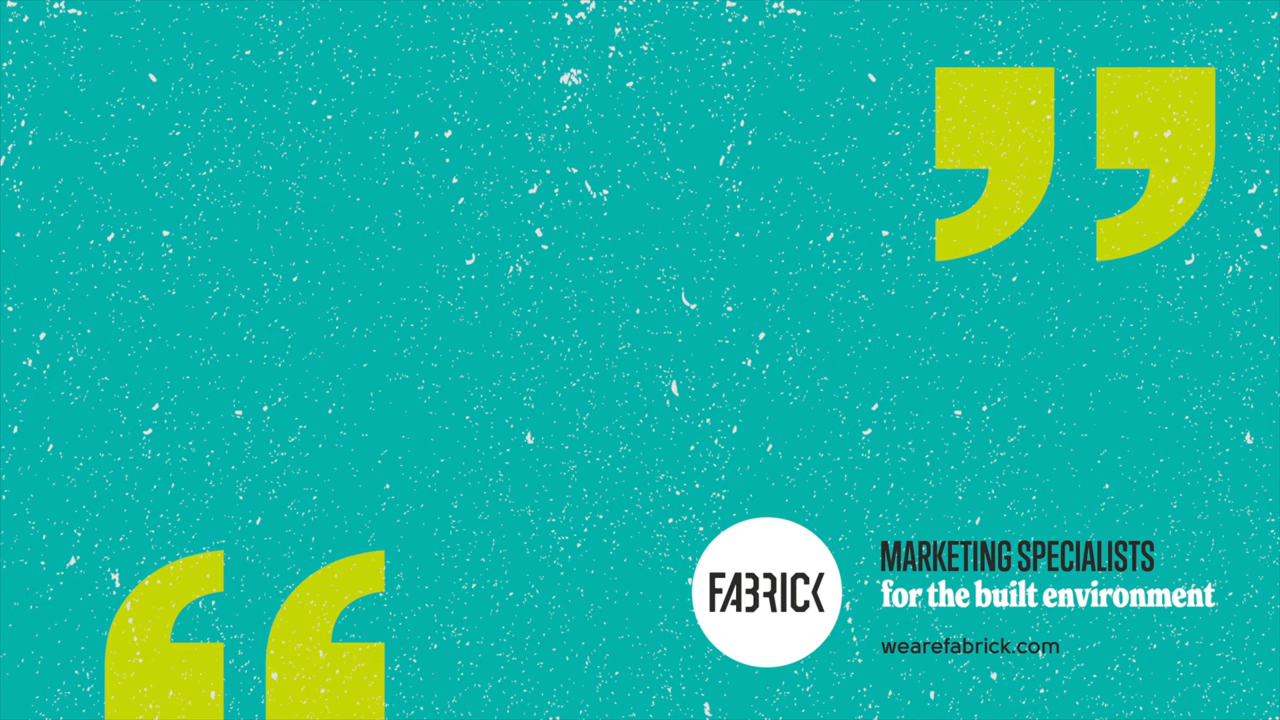 ”
FABRICK
MARKETING SPECIALISTS
for the built environment
wearefabrick.com
“